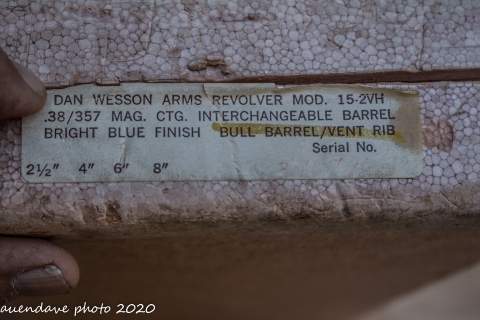 DAN WESSON ARMS REVOLVER MOD. 15-2VH
.38/357 MAG. CTG. INTERCHANGEABLE BARREL
BRIGHT BLUE FINISH BULL BARREL/VENT RIB
Serial No.
2½" 4" 6" 8"
auendave photo 2020